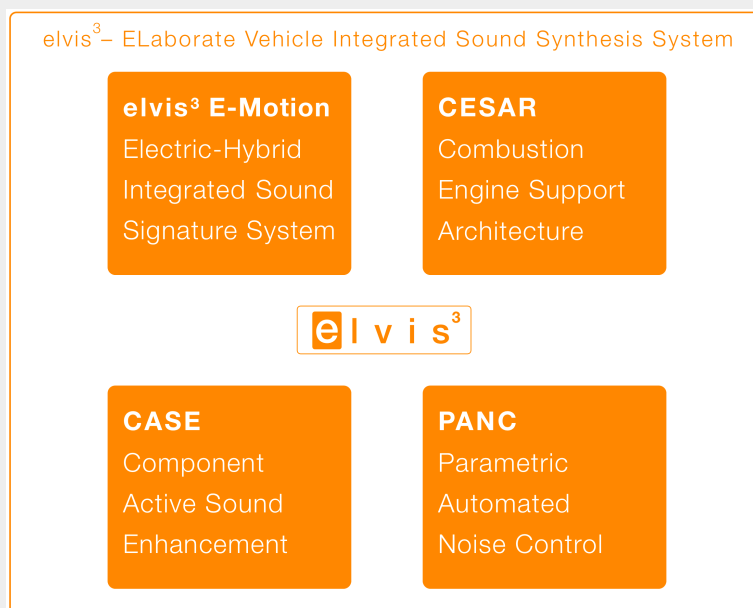 elvis³– ELaborate Vehicle Integrated Sound Synthesis System
elvis³ E-Motion
Electric-Hybrid
Integrated Sound
Signature System
CESAR
Combustion
Engine Support
Architecture
elvis³
CASE
Component
Active Sound
Enhancement
PANC
Parametric
Automated
Noise Control